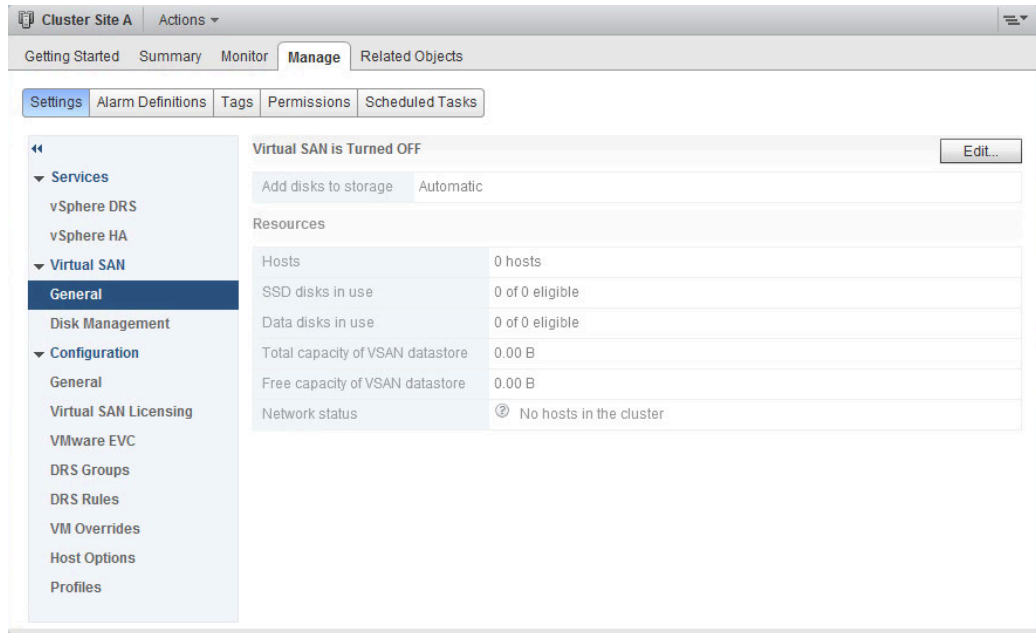 Cluster Site A Actions
Getting Started Summary Monitor Manage Related Objects
Settings Alarm Definitions Tags Permissions Scheduled Tasks
Services
vSphere DRS
vSphere HA
Virtual SAN
General
Disk Management
Configuration
General
Virtual SAN Licensing
VMware EVC
DRS Groups
DRS Rules
VM Overrides
Host Options
Profiles
Virtual SAN is Turned OFF Edit...
Add disks to storage Automatic
Resources
Hosts 0 hosts
SSD disks in use 0 of 0 eligible
Data disks in use 0 of 0 eligible
Total capacity of VSAN datastore 0.00 B
Free capacity of VSAN datastore 0.00 B
Network status ? No hosts in the cluster